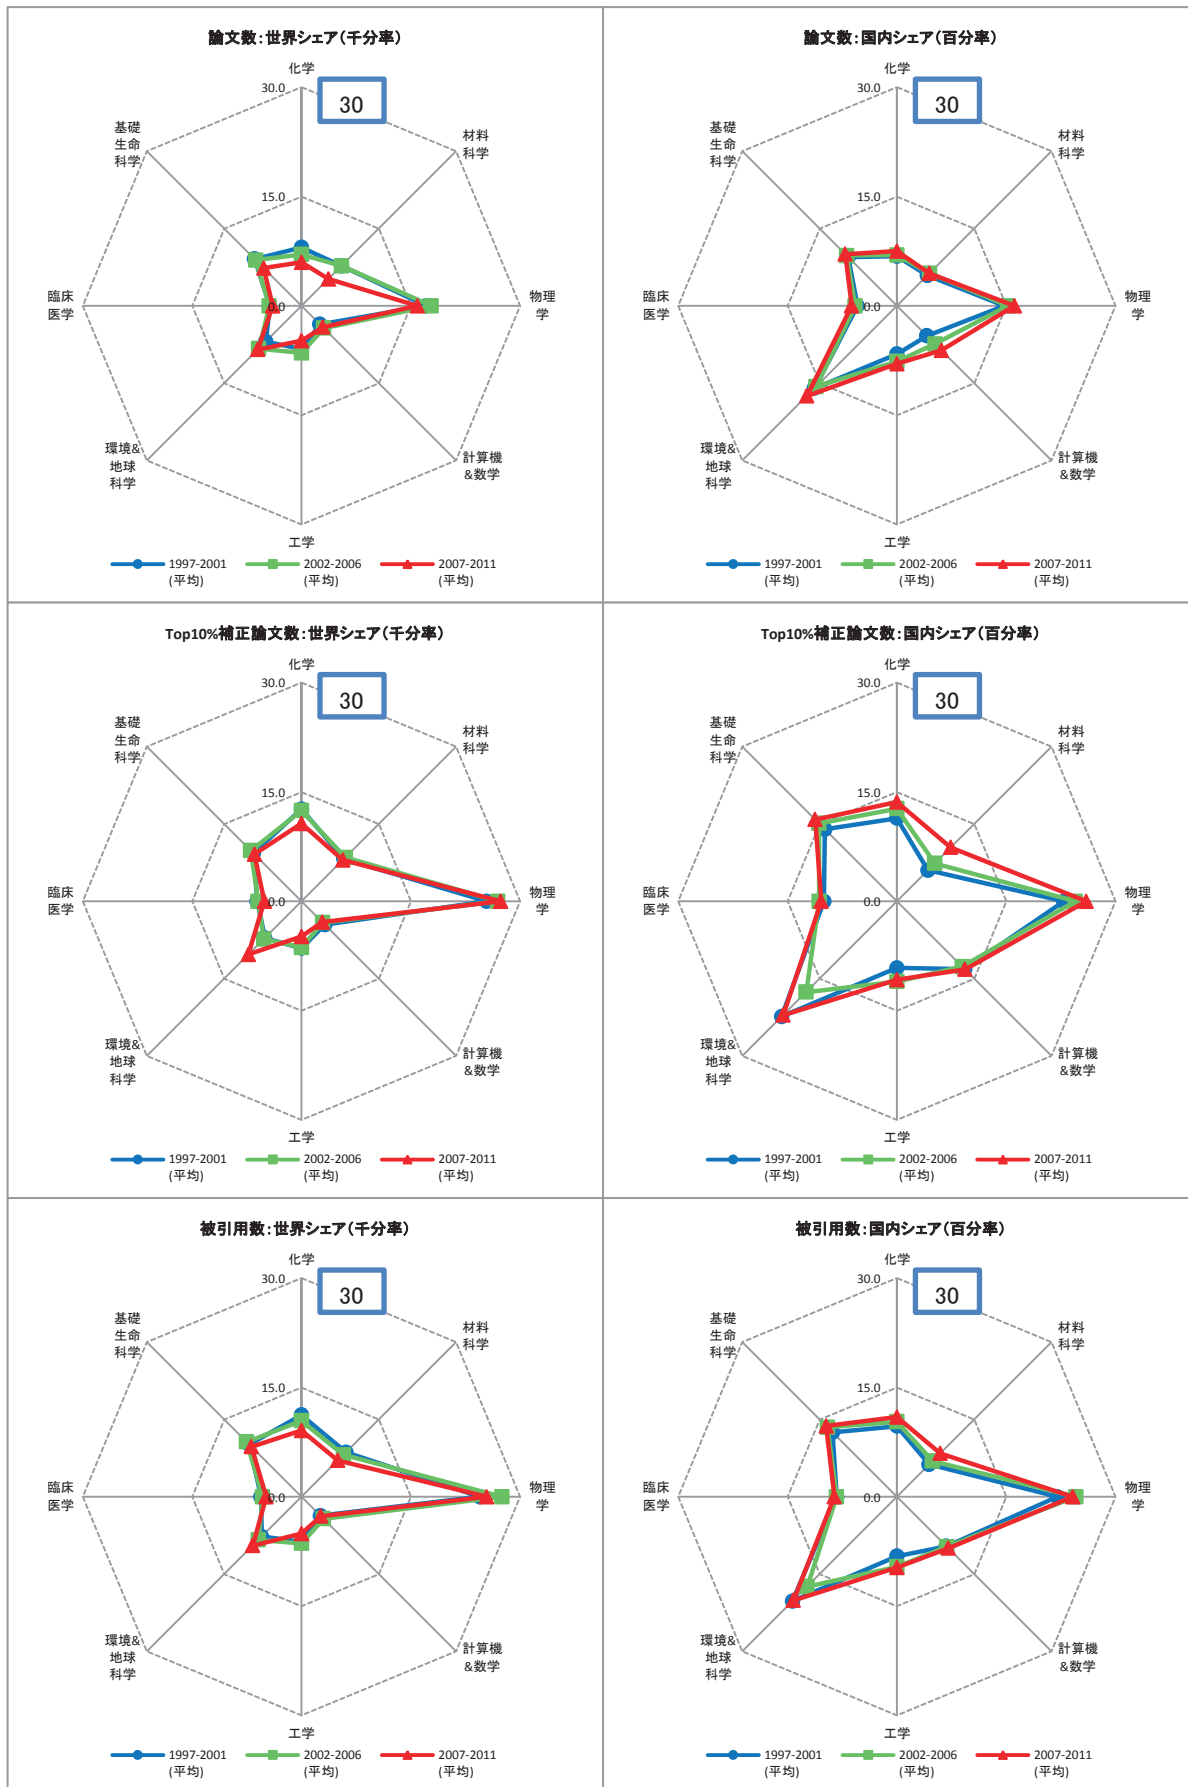 論文数：世界シェア（千分率）
化学
30.0
30
基礎
生命
科学
材料
科学
15.0
臨床
医学
0.0
物理
学
環境&
地球
科学
計算機
&数学
工学
1997-2001
(平均)
2002-2006
(平均)
2007-2011
(平均)
論文数：国内シェア（百分率）
化学
30.0
30
基礎
生命
科学
材料
科学
15.0
臨床
医学
0.0
物理
学
環境&
地球
科学
計算機
&数学
工学
1997-2001
(平均)
2002-2006
(平均)
2007-2011
(平均)
Top10%補正論文数：世界シェア（千分率）
化学
30.0
30
基礎
生命
科学
材料
科学
15.0
臨床
医学
0.0
物理
学
環境&
地球
科学
計算機
&数学
工学
1997-2001
(平均)
2002-2006
(平均)
2007-2011
(平均)
Top10%補正論文数：国内シェア（百分率）
化学
30.0
30
基礎
生命
科学
材料
科学
15.0
臨床
医学
0.0
物理
学
環境&
地球
科学
計算機
&数学
工学
1997-2001
(平均)
2002-2006
(平均)
2007-2011
(平均)
被引用数：世界シェア（千分率）
化学
30.0
30
基礎
生命
科学
材料
科学
15.0
臨床
医学
0.0
物理
学
環境&
地球
科学
計算機
&数学
工学
1997-2001
(平均)
2002-2006
(平均)
2007-2011
(平均)
被引用数：国内シェア（百分率）
化学
30.0
30
基礎
生命
科学
材料
科学
15.0
臨床
医学
0.0
物理
学
環境&
地球
科学
計算機
&数学
工学
1997-2001
(平均)
2002-2006
(平均)
2007-2011
(平均)